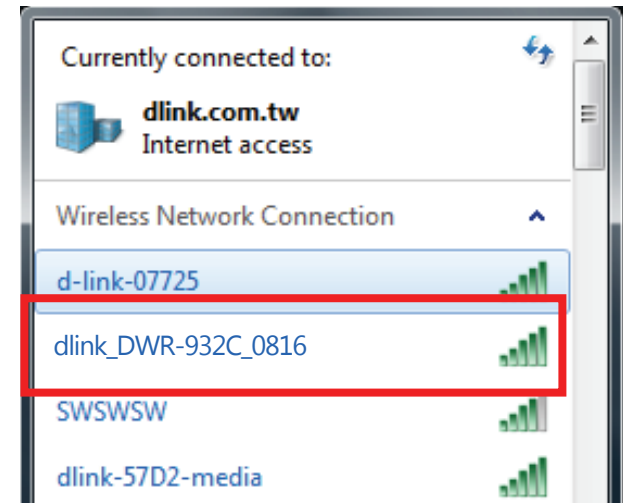 Currently connected to:
dlink.com.tw
Internet access
Wireless Network Connection
d-link-07725
dlink_DWR-932C_0816
SWSWSW
dlink-57D2-media